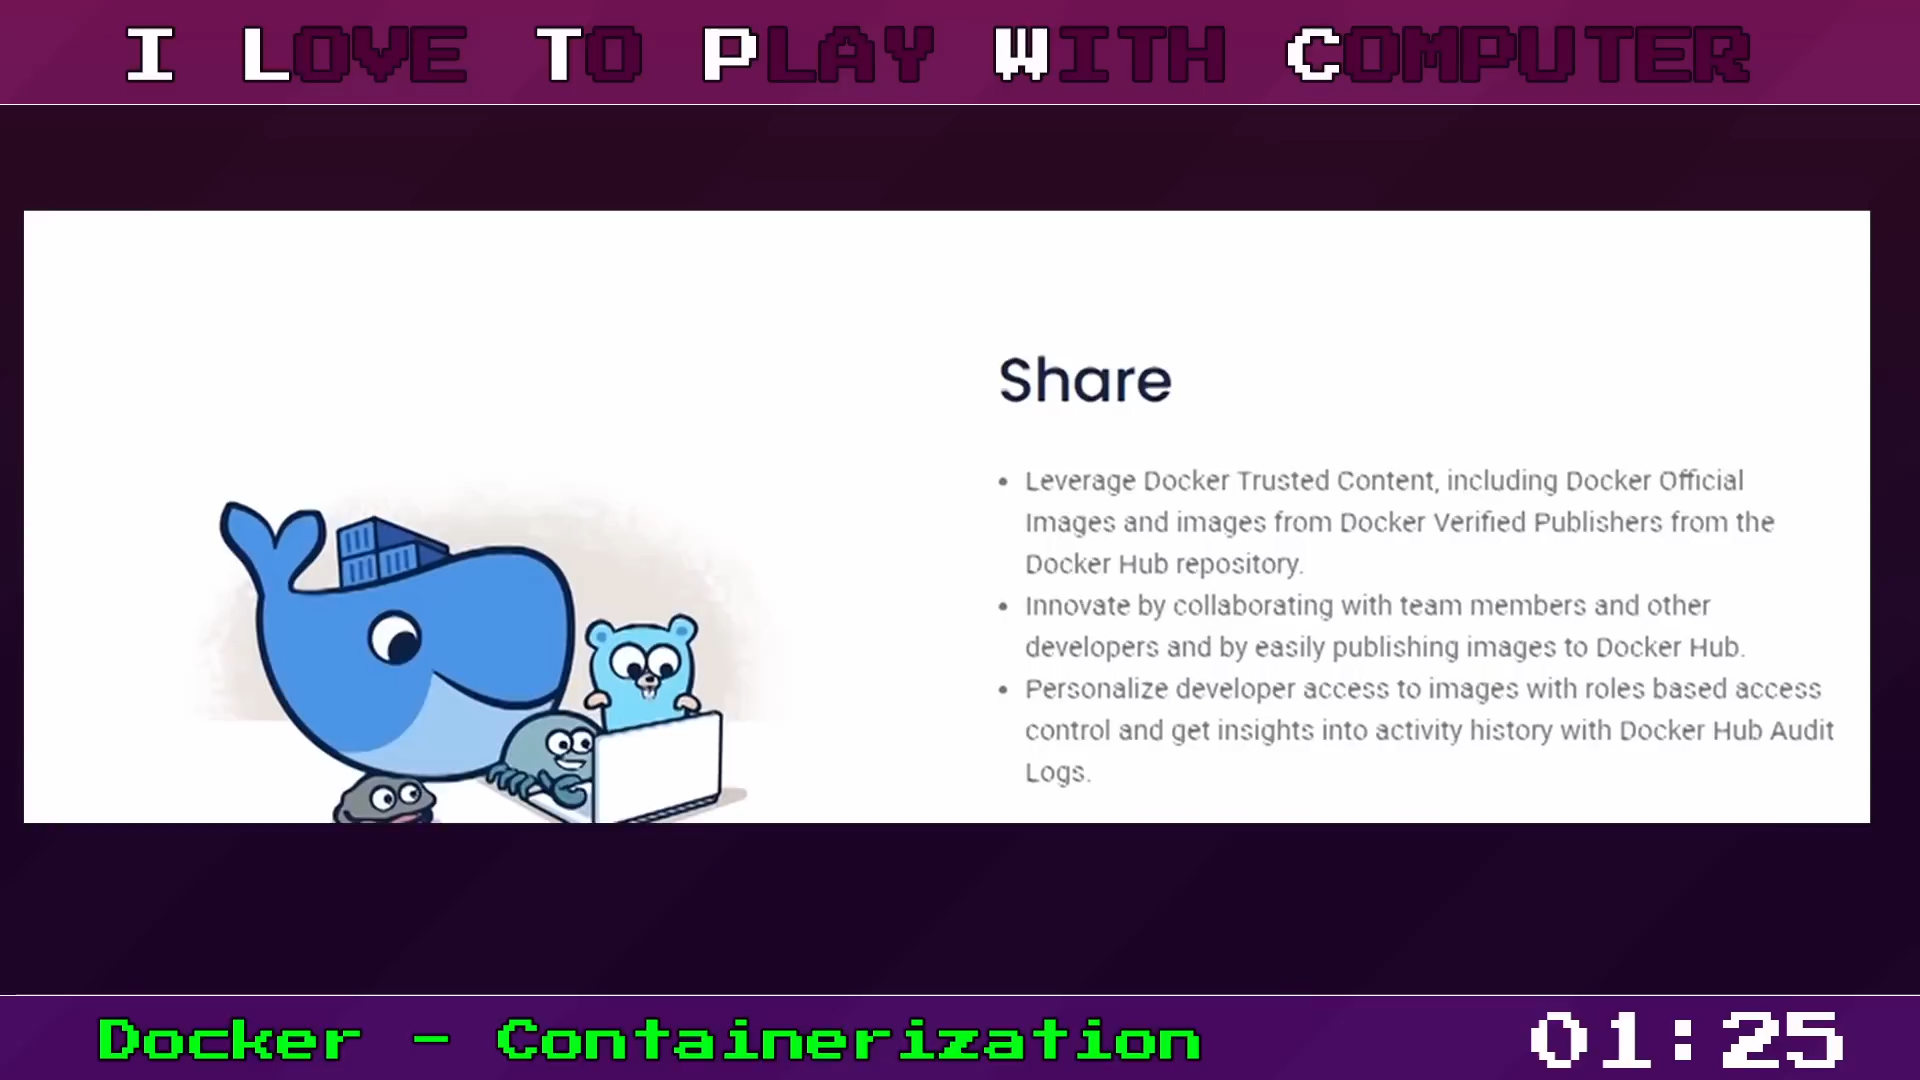 I LOVE TO PLAY WITH COMPUTER
Share
• Leverage Docker Trusted Content, including Docker Official
Images and images from Docker Verified Publishers from the
Docker Hub repository.
• Innovate by collaborating with team members and other
developers and by easily publishing images to Docker Hub.
• Personalize developer access to images with roles based access
control and get insights into activity history with Docker Hub Audit
Logs.
Docker - Containerization
01:25